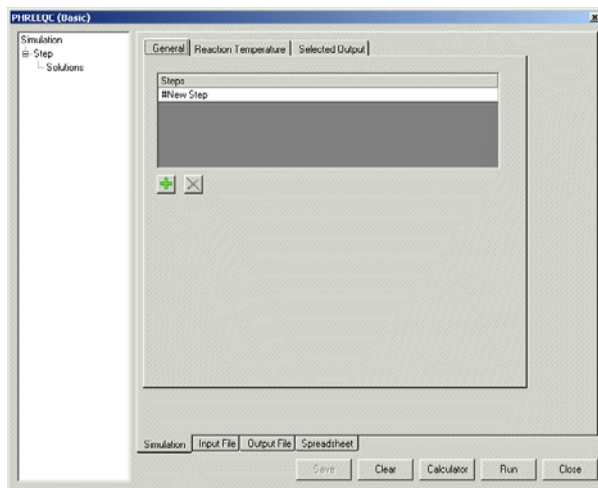 PHREEQC (Basic)
Simulation
Step
Solutions
General Reaction Temperature Selected Output
Steps
#New Step
Simulation Input File Output File Spreadsheet
Save Clear Calculator Run Close